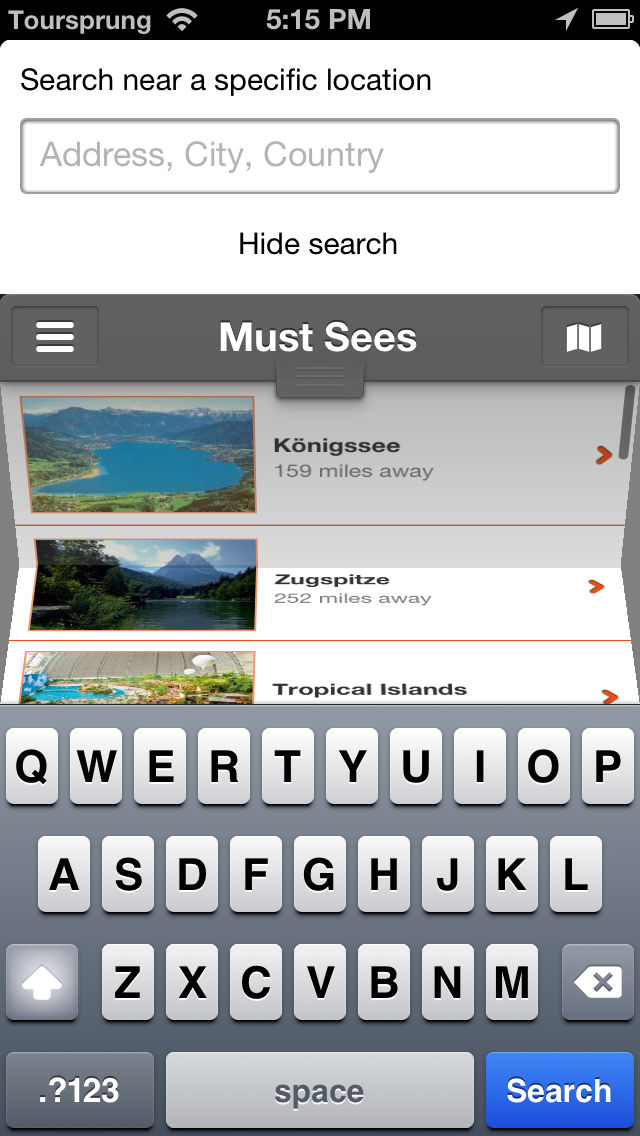 Toursprung 5:15 PM
Search near a specific location
Address, City, Country
Hide search
Must Sees
Königssee
159 miles away
Zugspitze
252 miles away
Tropical Islands
Q W E R T Y U I O P
A S D F G H J K L
Z X C V B N M
.?123 space Search